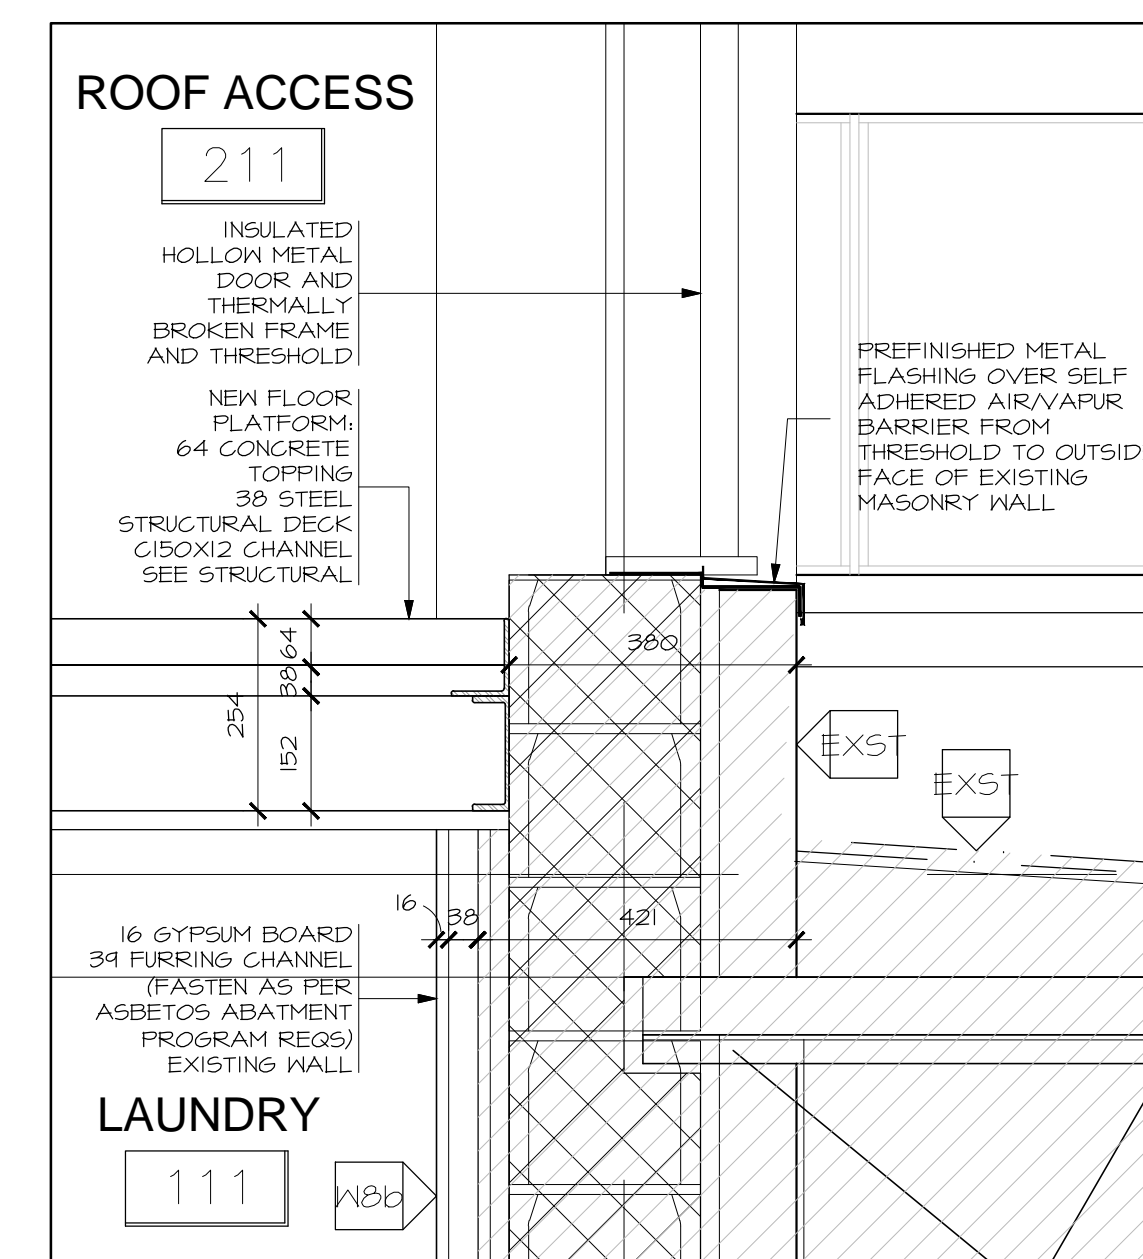 ROOF ACCESS
211
INSULATED
HOLLOW METAL
DOOR AND
THERMALLY
BROKEN FRAME
AND THRESHOLD
NEW FLOOR
PLATFORM:
64 CONCRETE
TOPPING
38 STEEL
STRUCTURAL DECK
C150X12 CHANNEL
SEE STRUCTURAL
PREFINISHED METAL
FLASHING OVER SELF
ADHERED AIR/VAPUR
BARRIER FROM
THRESHOLD TO OUTSID
FACE OF EXISTING
MASONRY WALL
64
38
254
152
380
EXST
EXST
16
38
421
16 GYPSUM BOARD
39 FURRING CHANNEL
(FASTEN AS PER
ASBETOS ABATMENT
PROGRAM REQS)
EXISTING WALL
LAUNDRY
111
W8b